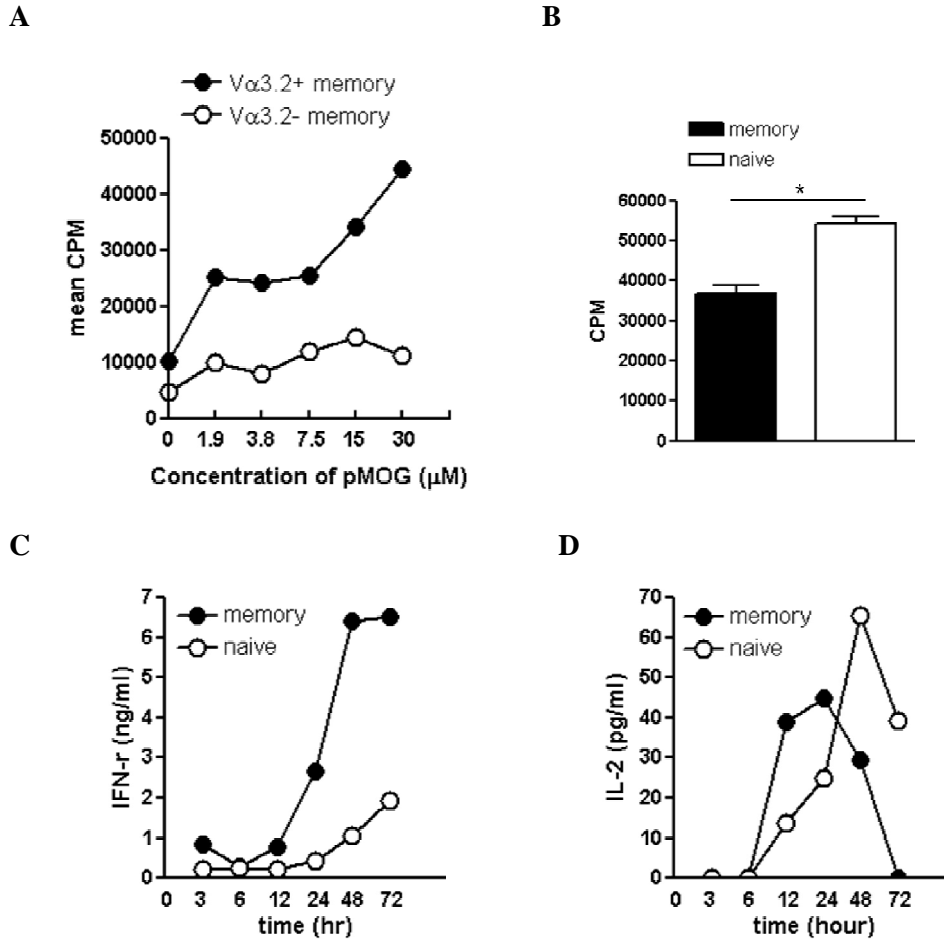 A
Vα3.2+ memory
Vα3.2- memory
50000
40000
30000
20000
10000
0
mean CPM
0 1.9 3.8 7.5 15 30
Concentration of pMOG (μM)
B
memory
naive
*
60000
50000
40000
30000
20000
10000
0
CPM
C
memory
naive
7
6
5
4
3
2
1
0
IFN-r (ng/ml)
0 3 6 12 24 48 72
time (hr)
D
memory
naive
70
60
50
40
30
20
10
0
IL-2 (pg/ml)
0 3 6 12 24 48 72
time (hour)